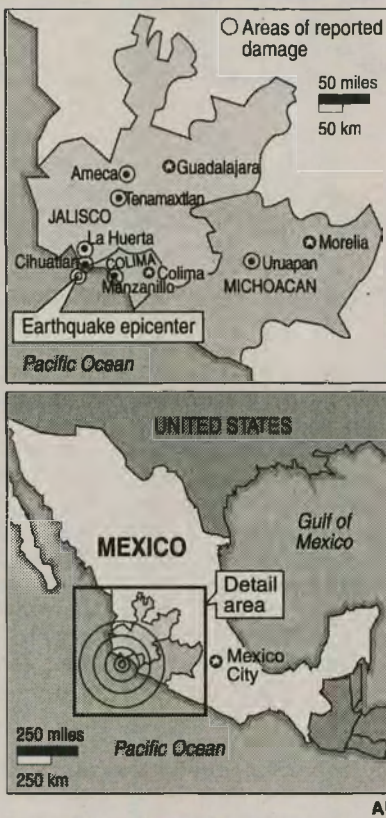 Areas of reported
damage
50 miles
50 km
Ameca
Guadalajara
Tenamaxtlan
JALISCO
La Huerta
Cihuatlan
COLIMA
Colima
Manzanillo
Morelia
Uruapan
MICHOACAN
Earthquake epicenter
Pacific Ocean
UNITED STATES
Gulf of
Mexico
MEXICO
Detail
area
Mexico
City
250 miles
250 km
Pacific Ocean